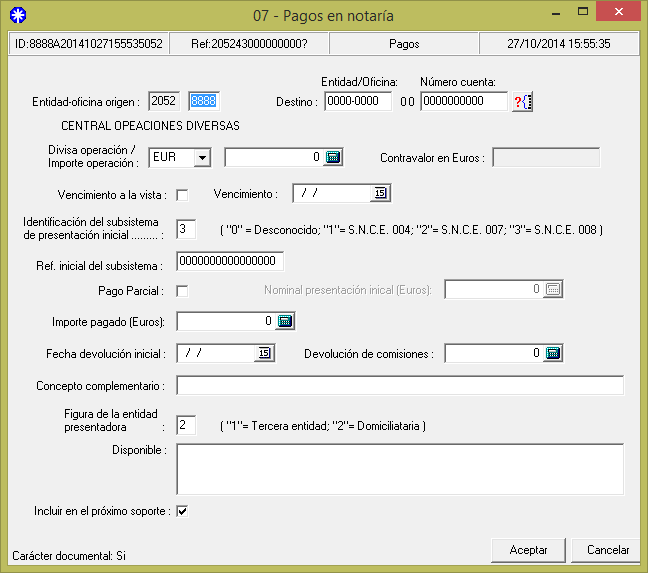 07 - Pagos en notaría
ID:8888A20141027155535052 Ref:205243000000000? Pagos 27/10/2014 15:55:35
Entidad/Oficina: Número cuenta:
Entidad-oficina origen : 2052 8888 Destino : 0000-0000 0 0 0000000000 ?{
CENTRAL OPEACIONES DIVERSAS
Divisa operación /
Importe operación : EUR 0 Contravalor en Euros :
Vencimiento a la vista : Vencimiento : / / 15
Identificación del subsistema
de presentación inicial ......... : 3 ( "0" = Desconocido; "1"= S.N.C.E. 004; "2"= S.N.C.E. 007; "3"= S.N.C.E. 008 )
Ref. inicial del subsistema : 0000000000000000
Pago Parcial : Nominal presentación inical (Euros): 0
Importe pagado (Euros): 0
Fecha devolución inicial : / / 15 Devolución de comisiones : 0
Concepto complementario :
Figura de la entidad
presentadora : 2 ( "1"= Tercera entidad; "2"= Domiciliataria )
Disponible :
Incluir en el próximo soporte :
Aceptar Cancelar
Carácter documental: Si